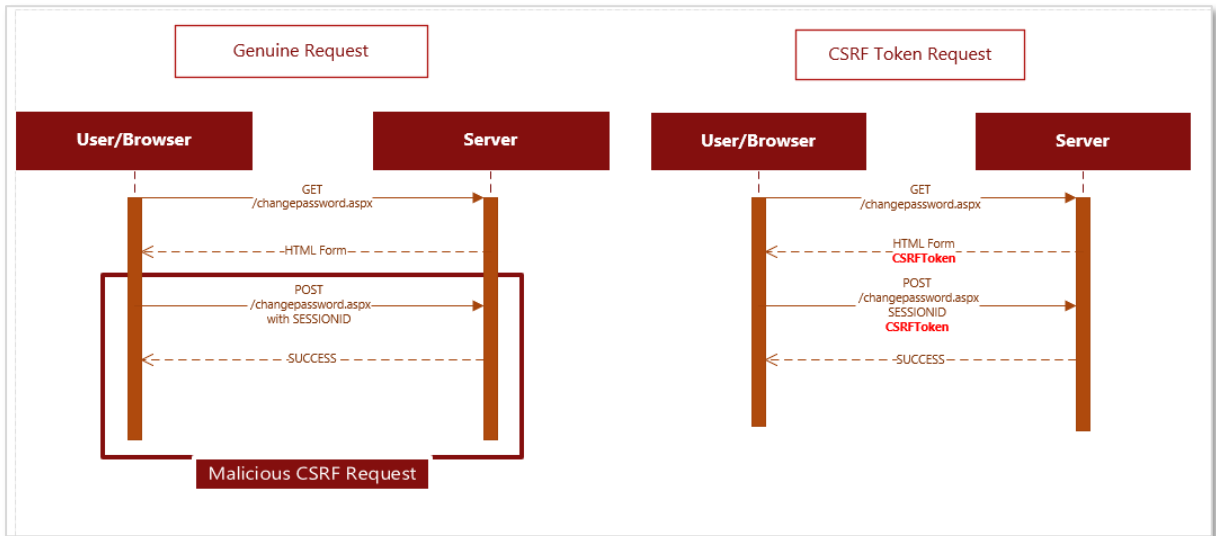 Genuine Request
User/Browser
Server
GET
/changepassword.aspx
HTML Form
POST
/changepassword.aspx
with SESSIONID
SUCCESS
Malicious CSRF Request
CSRF Token Request
User/Browser
Server
GET
/changepassword.aspx
HTML Form
CSRFToken
POST
/changepassword.aspx
SESSIONID
CSRFToken
SUCCESS